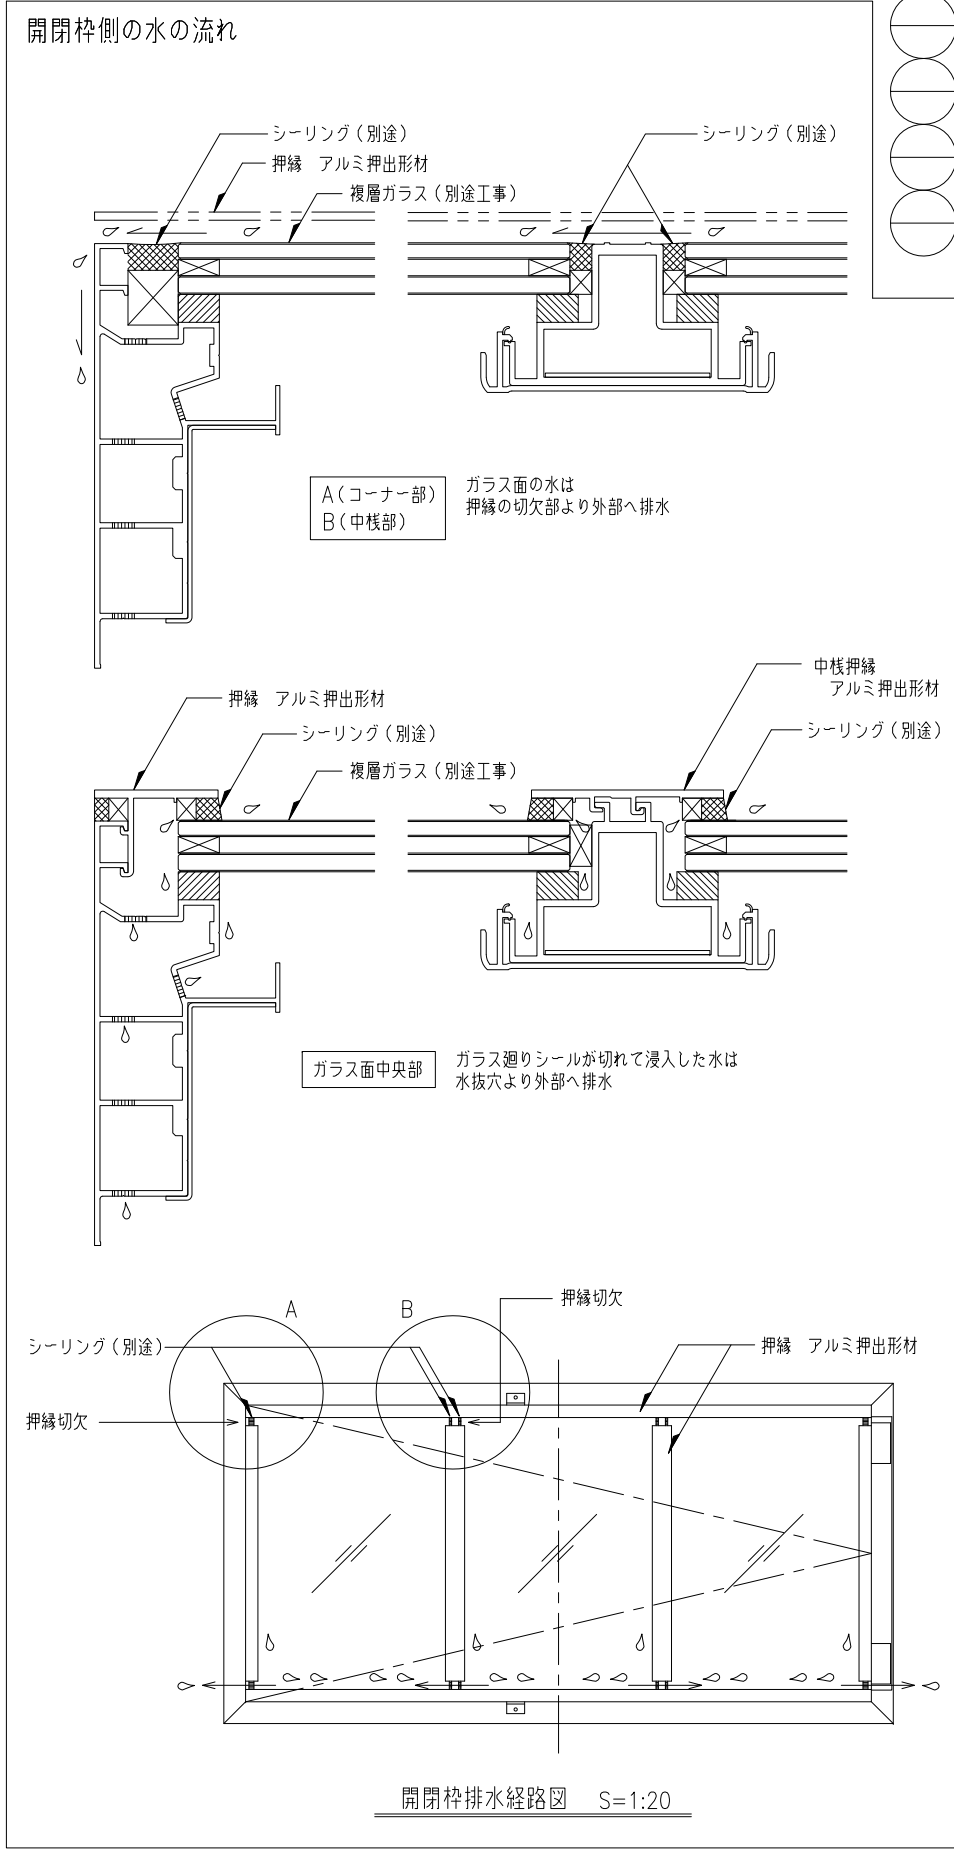 開閉枠側の水の流れ
シーリング（別途）
シーリング（別途）
押縁　アルミ押出形材
複層ガラス（別途工事）
A（コーナー部）
B（中桟部）
ガラス面の水は
押縁の切欠部より外部へ排水
中桟押縁
アルミ押出形材
押縁　アルミ押出形材
シーリング（別途）
シーリング（別途）
複層ガラス（別途工事）
ガラス面中央部
ガラス廻りシールが切れて浸入した水は
水抜穴より外部へ排水
押縁切欠
A
B
シーリング（別途）
押縁　アルミ押出形材
押縁切欠
開閉枠排水経路図　S=1:20